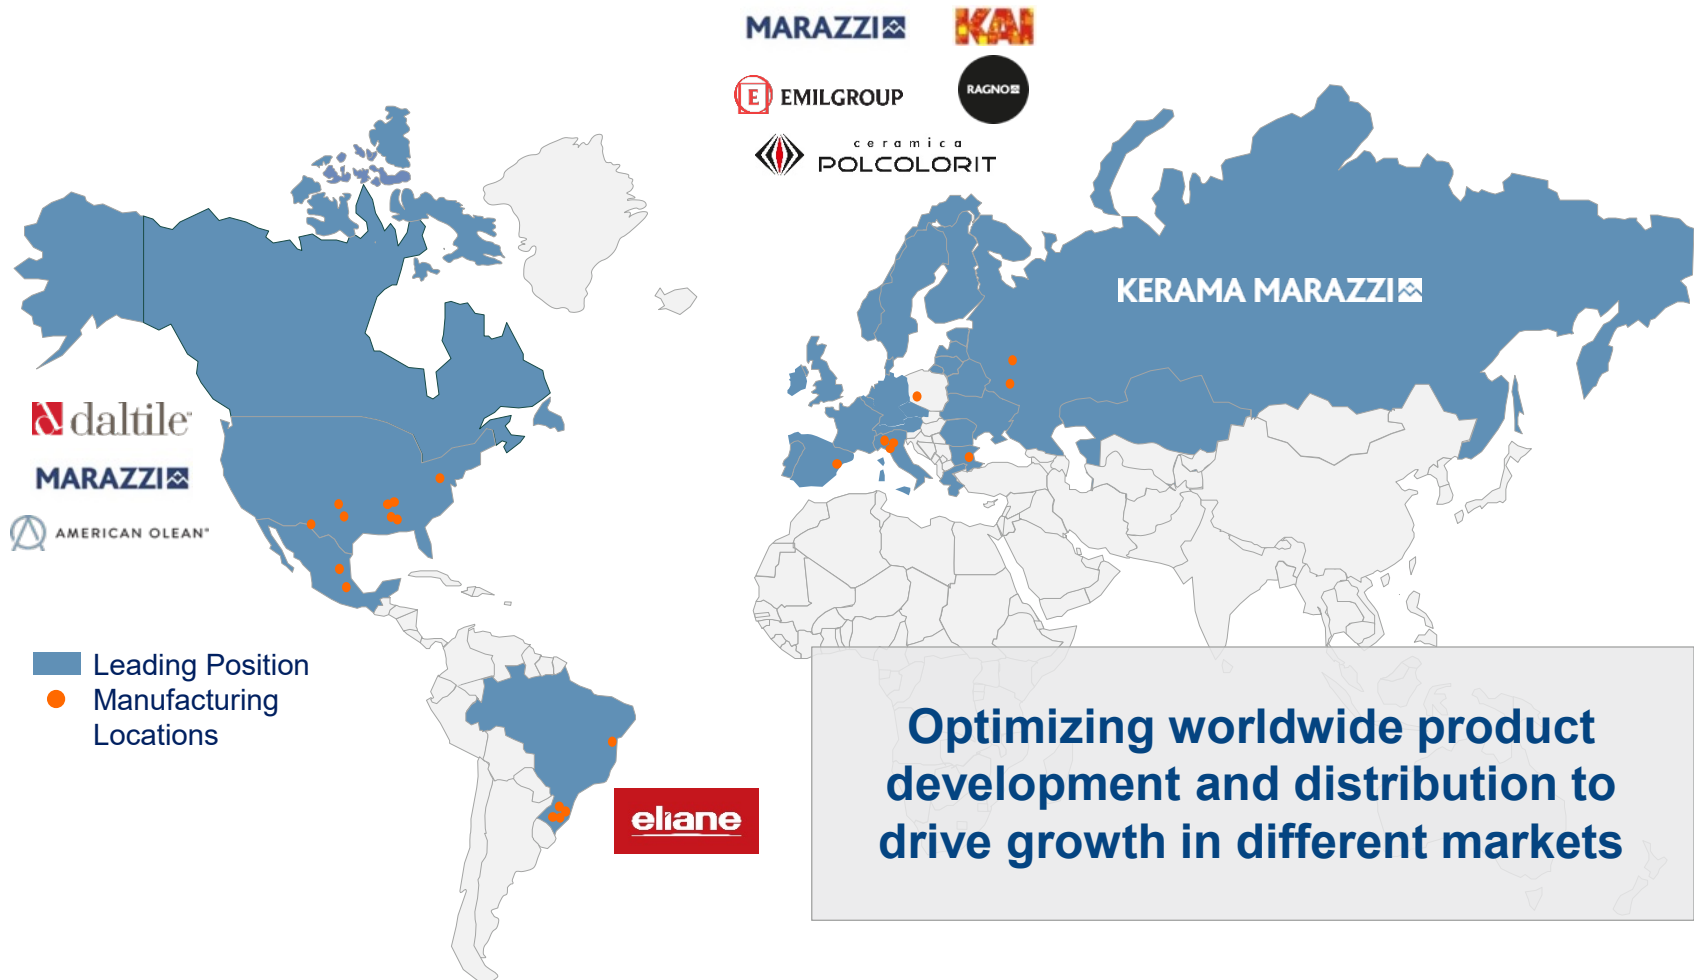 MARAZZI
KAI
E EMILGROUP
RAGNO
ceramica
POLCOLORIT
KERAMA MARAZZI
daltile
MARAZZI
AMERICAN OLEAN
Leading Position
Manufacturing
Locations
eliane
Optimizing worldwide product
development and distribution to
drive growth in different markets